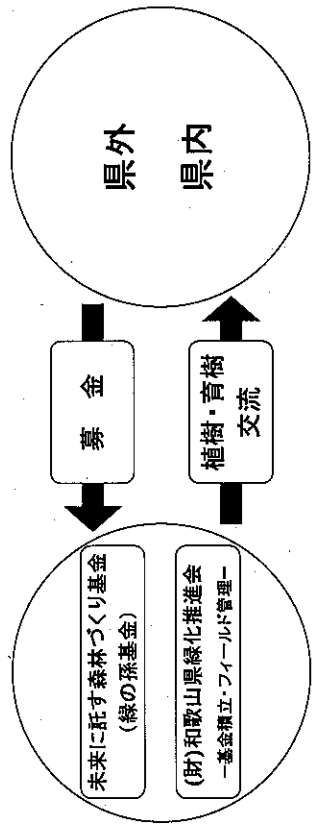 未来に託す森林づくり基金
(緑の孫基金)
(財)和歌山県緑化推進会
−基金積立・フィールド管理−
募 金
植樹・育樹
交流
県外
県内